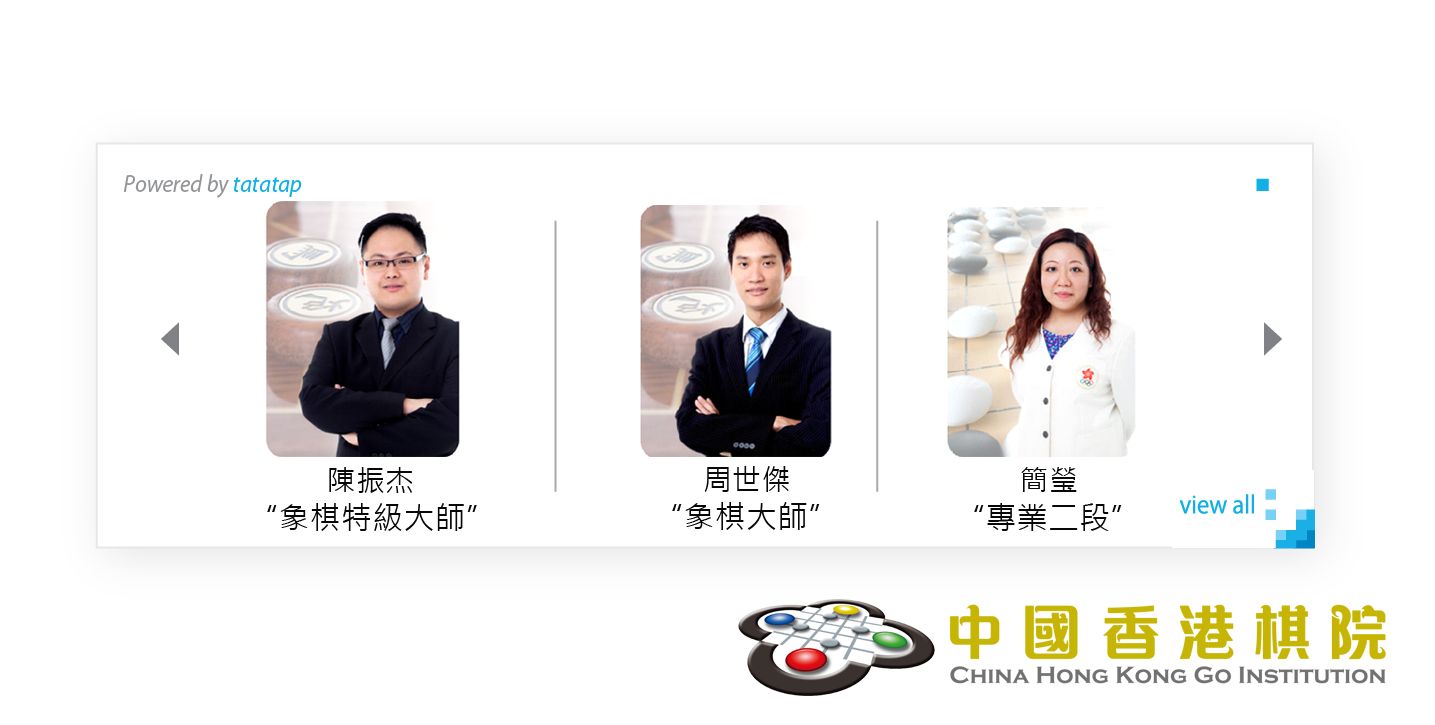 Powered by tatatap
陳振杰
“象棋特級大師”
周世傑
“象棋大師”
簡瑩
“專業二段”
view all
中國香港棋院
CHINA HONG KONG GO INSTITUTION